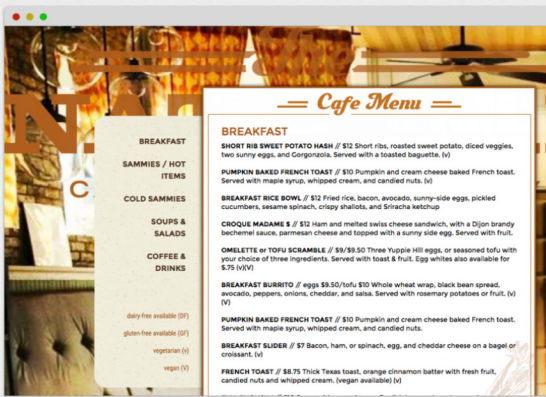 The
NA
C
Cafe Menu
BREAKFAST
SAMMIES / HOT
ITEMS
COLD SAMMIES
SOUPS &
SALADS
COFFEE &
DRINKS
dairy-free available (DF)
gluten-free available (GF)
vegetarian (v)
vegan (V)
BREAKFAST
SHORT RIB SWEET POTATO HASH // $12 Short ribs, roasted sweet potato, diced veggies,
two sunny eggs, and Gorgonzola. Served with a toasted baguette. (v)
PUMPKIN BAKED FRENCH TOAST // $10 Pumpkin and cream cheese baked French toast.
Served with maple syrup, whipped cream, and candied nuts. (v)
BREAKFAST RICE BOWL // $12 Fried rice, bacon, avocado, sunny-side eggs, pickled
cucumbers, sesame spinach, crispy shallots, and Sriracha ketchup
CROQUE MADAME $ // $12 Ham and melted swiss cheese sandwich, with a Dijon brandy
bechemel sauce, parmesan cheese and topped with a sunny side egg. Served with fruit.
OMELETTE or TOFU SCRAMBLE // $9/$9.50 Three Yuppie Hill eggs, or seasoned tofu with
your choice of three ingredients. Served with toast & fruit. Egg whites also available for
$.75 (v)(V)
BREAKFAST BURRITO // eggs $9.50/tofu $10 Whole wheat wrap, black bean spread,
avocado, peppers, onions, cheddar, and salsa. Served with rosemary potatoes or fruit. (v)
(V)
PUMPKIN BAKED FRENCH TOAST // $10 Pumpkin and cream cheese baked French toast.
Served with maple syrup, whipped cream, and candied nuts.
BREAKFAST SLIDER // $7 Bacon, ham, or spinach, egg, and cheddar cheese on a bagel or
croissant. (v)
FRENCH TOAST // $8.75 Thick Texas toast, orange cinnamon batter with fresh fruit,
candied nuts and whipped cream. (vegan available) (v)